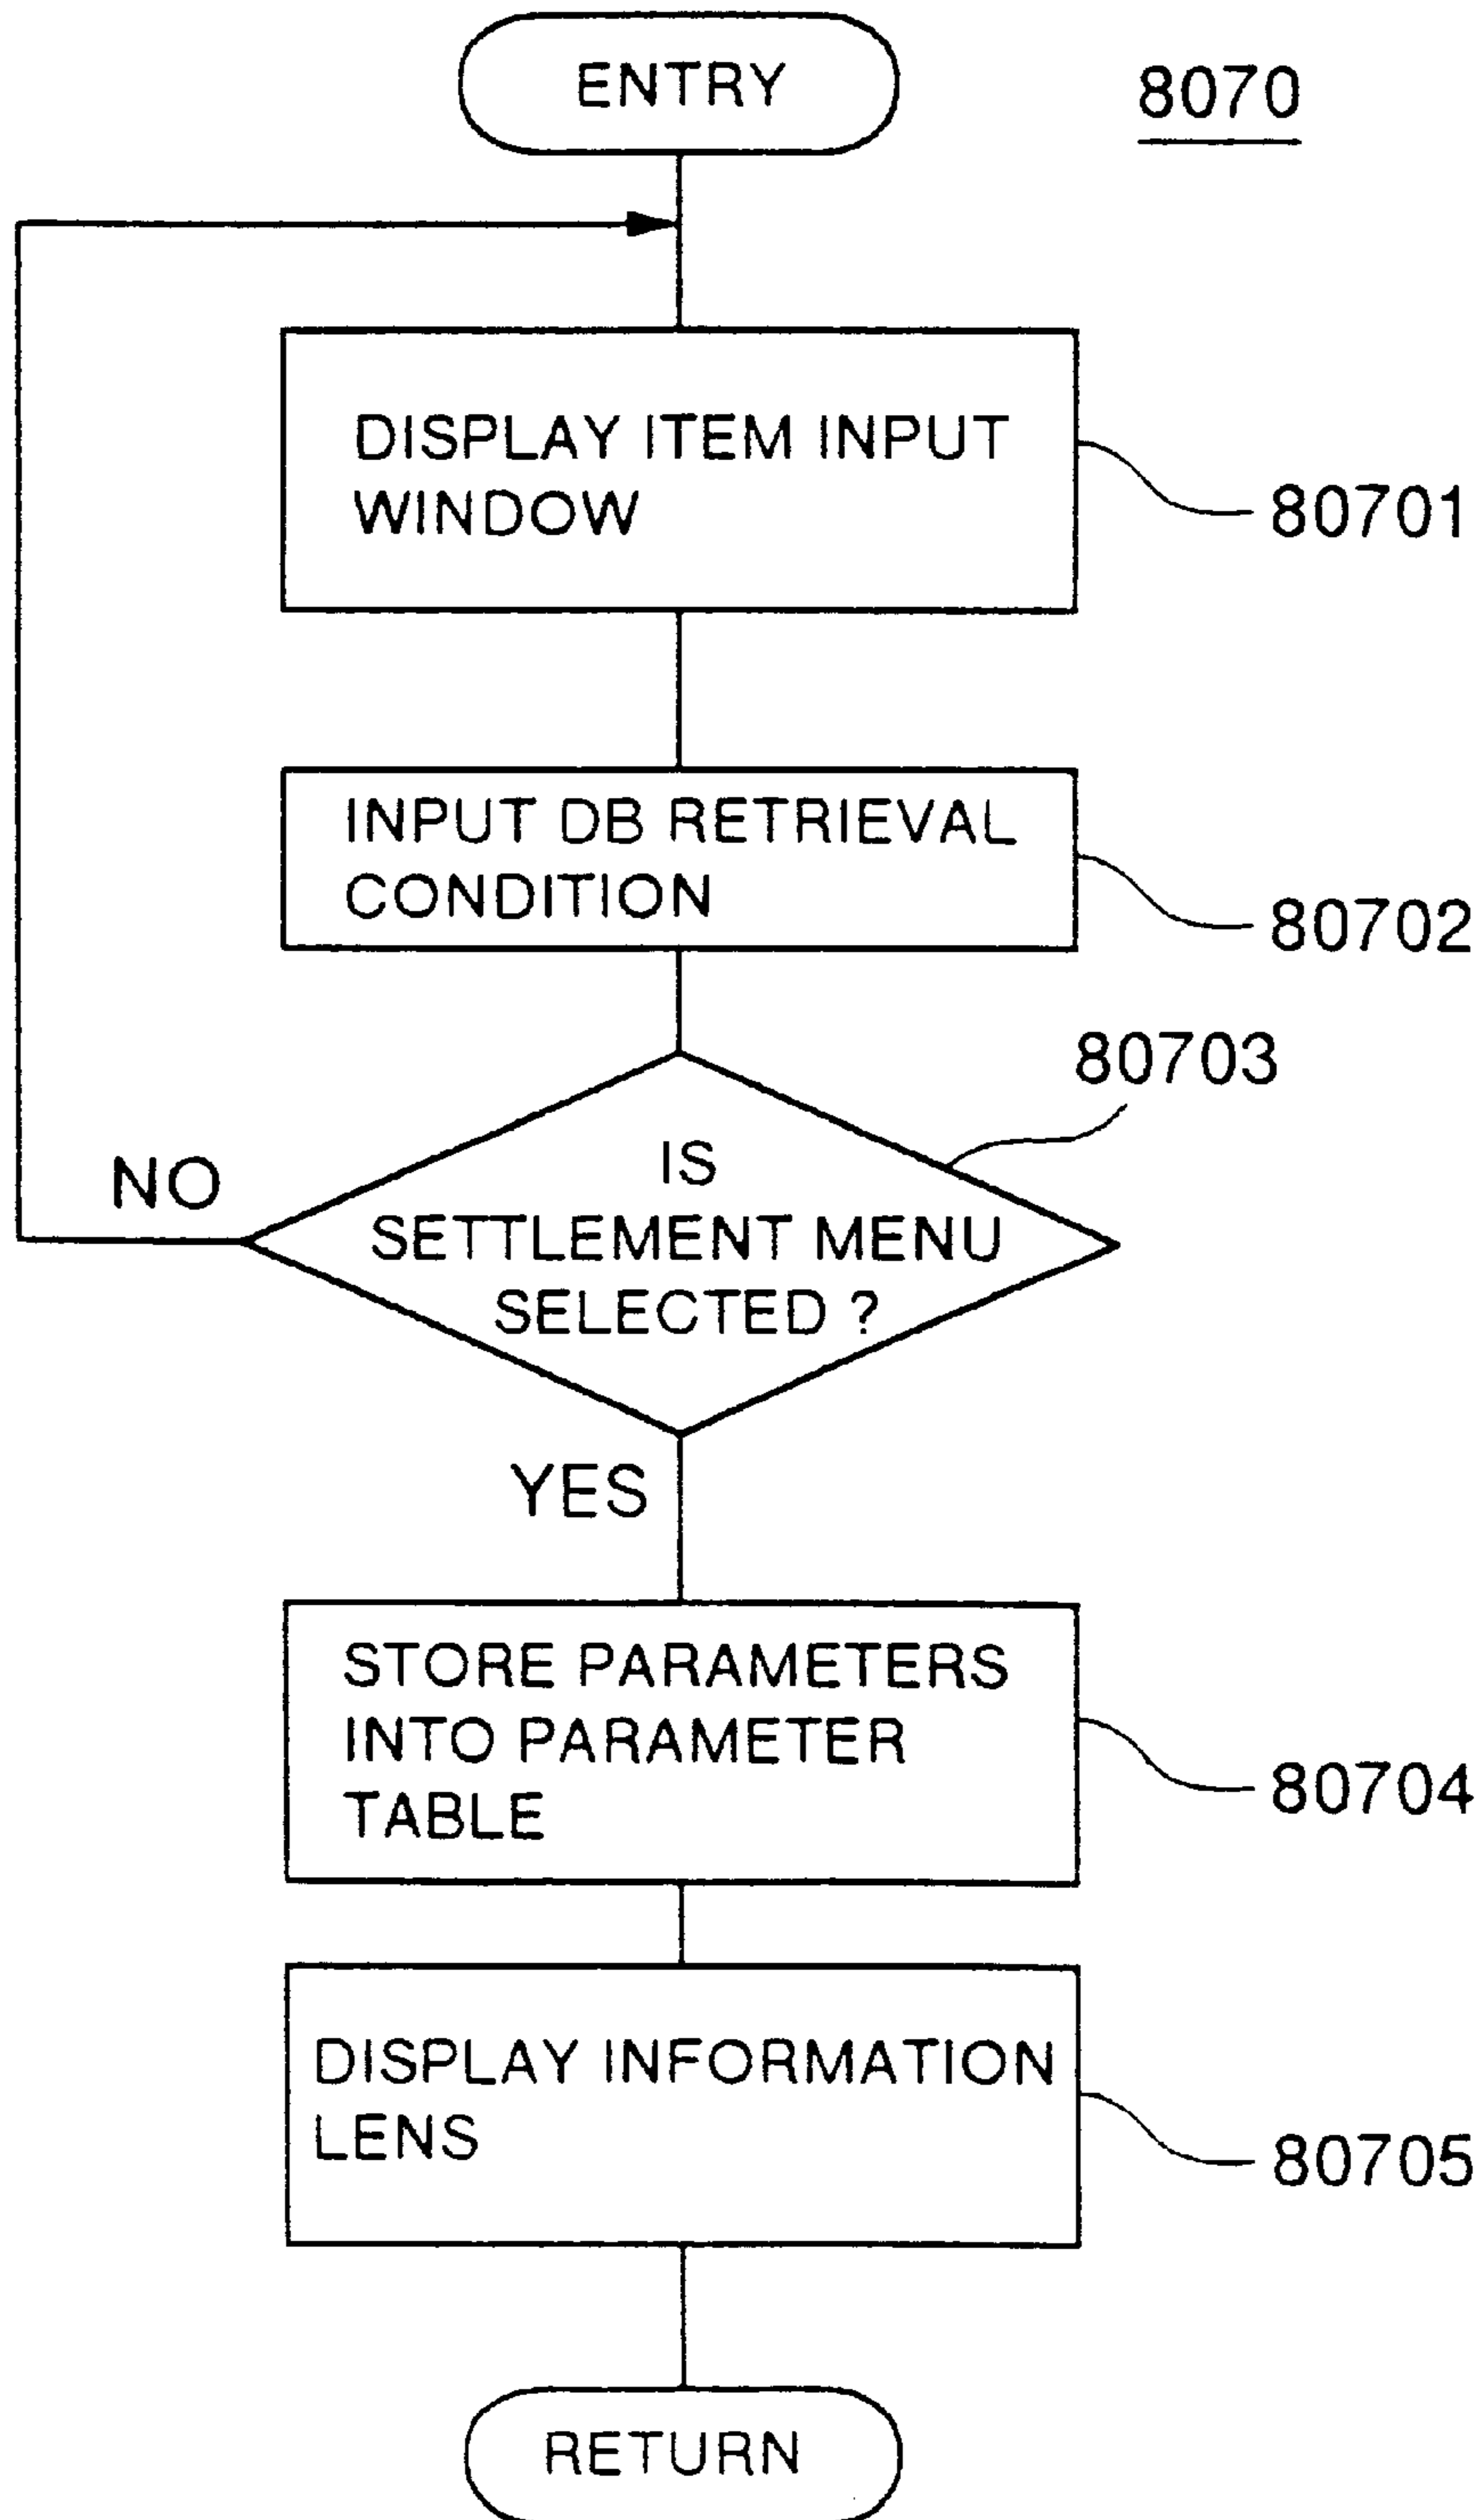 ENTRY
8070
DISPLAY ITEM INPUT
WINDOW
80701
INPUT DB RETRIEVAL
CONDITION
80702
80703
IS
SETTLEMENT MENU
SELECTED ?
NO
YES
STORE PARAMETERS
INTO PARAMETER
TABLE
80704
DISPLAY INFORMATION
LENS
80705
RETURN